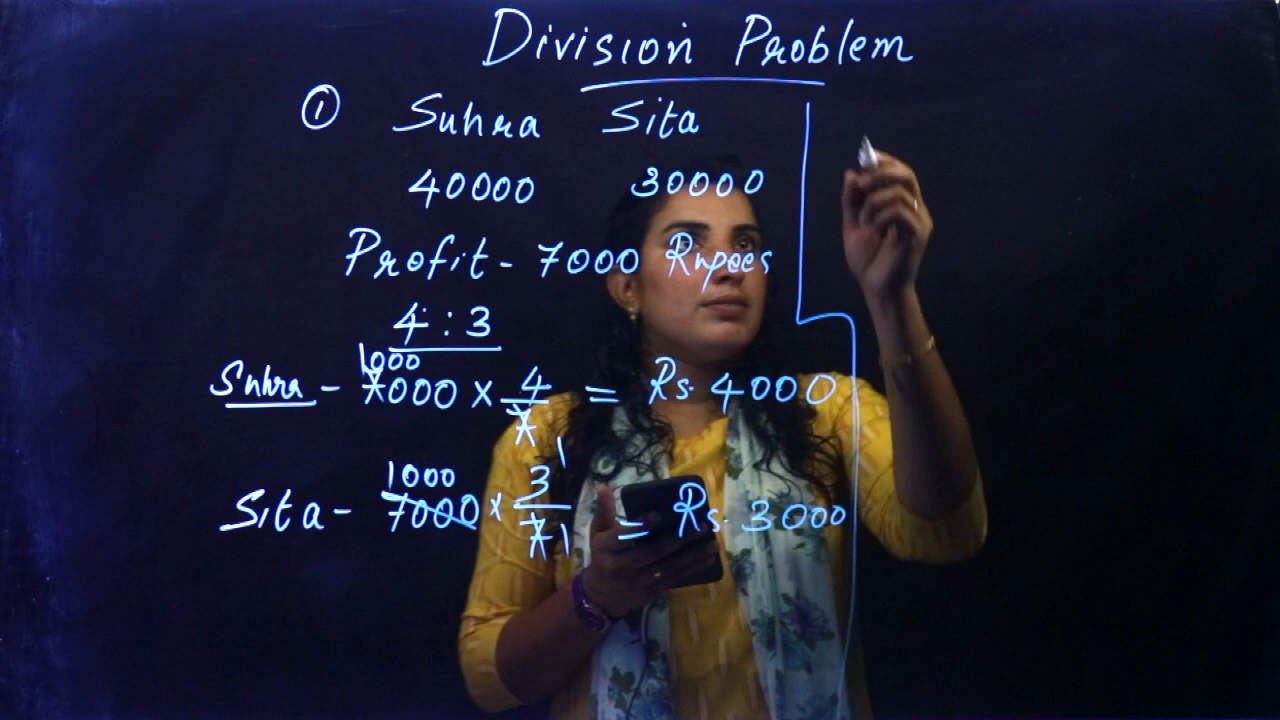 Division Problem
① Suhra Sita
40000 30000
Profit - 7000 Rupees
4 : 3
1000
Suhra - 7000 × 4/7 = Rs. 4000
1
1000
Sita - 7000 × 3/7 1 = Rs. 3000